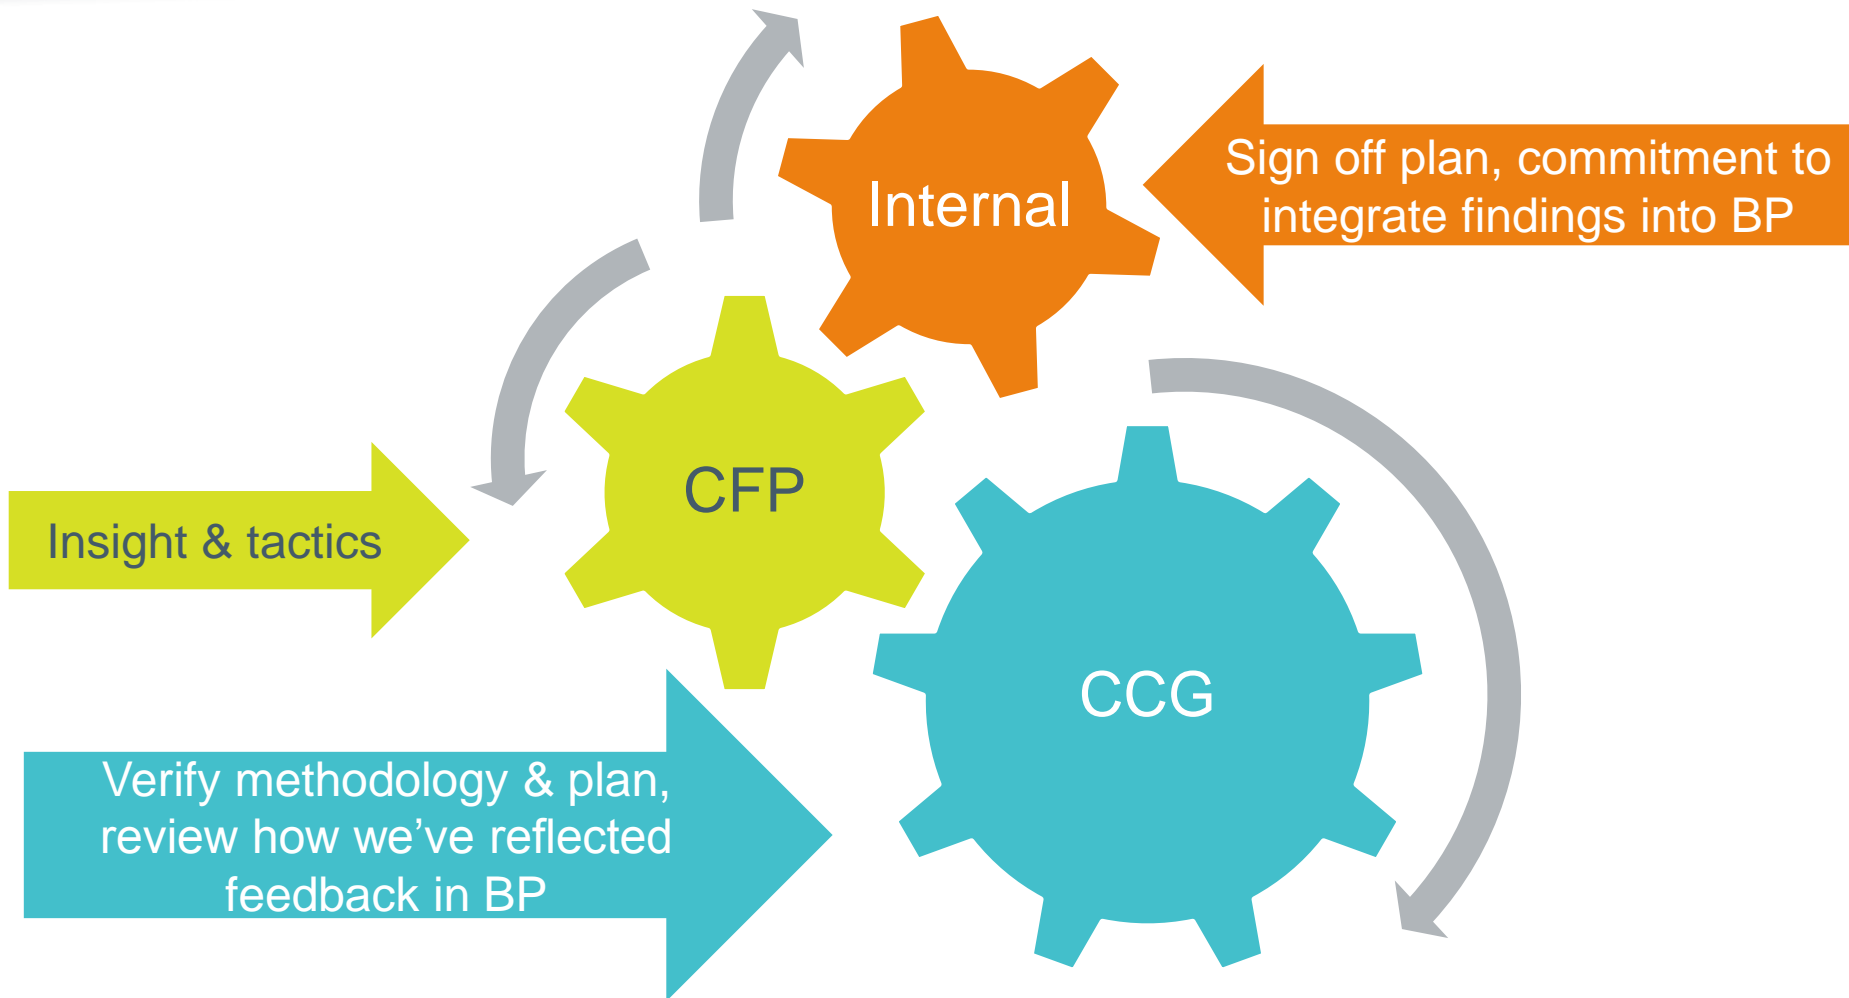 Internal
Sign off plan, commitment to
integrate findings into BP
CFP
Insight & tactics
CCG
Verify methodology & plan,
review how we’ve reflected
feedback in BP